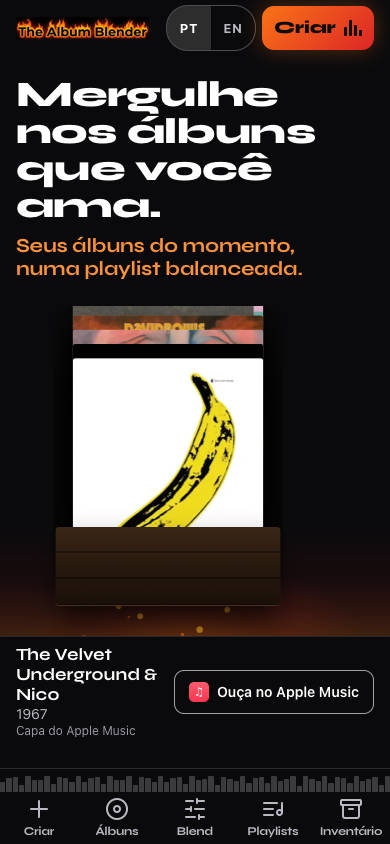 The Album Blender
PT
EN
Criar
Mergulhe
nos álbuns
que você
ama.
Seus álbuns do momento,
numa playlist balanceada.
The Velvet
Underground &
Nico
1967
Capa do Apple Music
Ouça no Apple Music
Criar
Álbuns
Blend
Playlists
Inventário